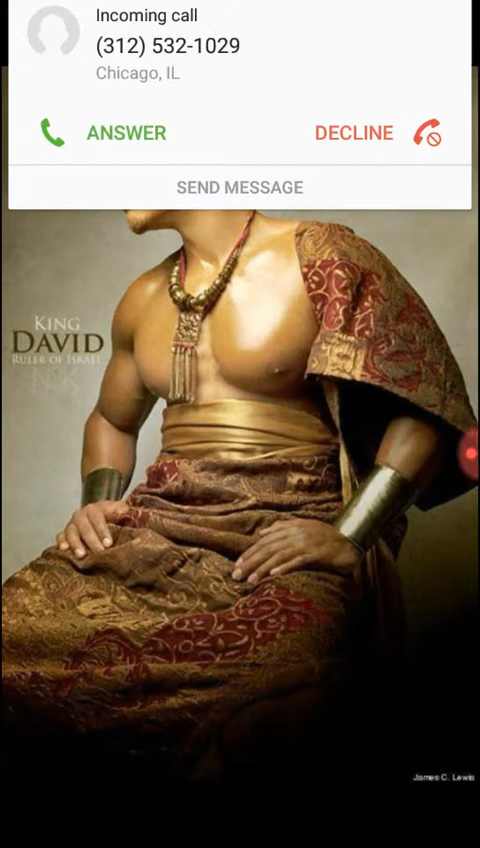 Incoming call
(312) 532-1029
Chicago, IL
ANSWER
DECLINE
SEND MESSAGE
KING
DAVID
RULER OF ISRAEL
James C. Lewis